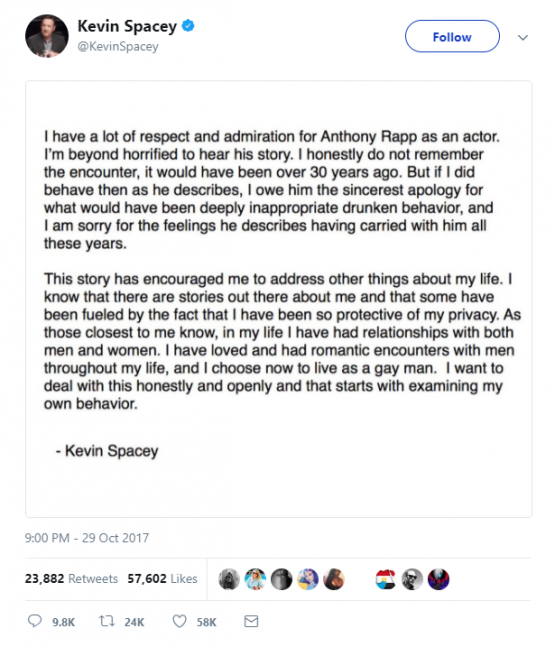 Kevin Spacey
@KevinSpacey
Follow
I have a lot of respect and admiration for Anthony Rapp as an actor.
I'm beyond horrified to hear his story. I honestly do not remember
the encounter, it would have been over 30 years ago. But if I did
behave then as he describes, I owe him the sincerest apology for
what would have been deeply inappropriate drunken behavior, and
I am sorry for the feelings he describes having carried with him all
these years.
This story has encouraged me to address other things about my life. I
know that there are stories out there about me and that some have
been fueled by the fact that I have been so protective of my privacy. As
those closest to me know, in my life I have had relationships with both
men and women. I have loved and had romantic encounters with men
throughout my life, and I choose now to live as a gay man. I want to
deal with this honestly and openly and that starts with examining my
own behavior.
- Kevin Spacey
9:00 PM - 29 Oct 2017
23,882 Retweets 57,602 Likes
9.8K 24K 58K